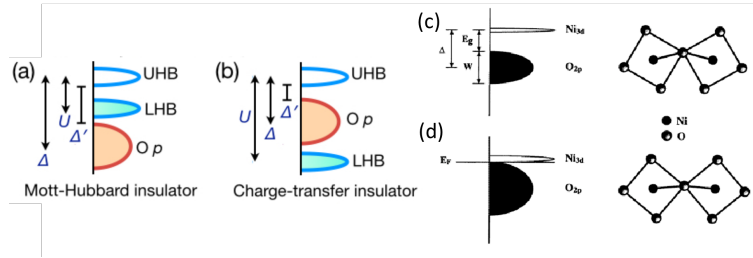 (a)
UHB
LHB
U
Δ′
Δ
O p
Mott-Hubbard insulator
(b)
UHB
Δ′
O p
U
Δ
LHB
Charge-transfer insulator
(c)
Ni3d
Δ
Eg
W
O2p
Ni
O
(d)
EF
Ni3d
O2p